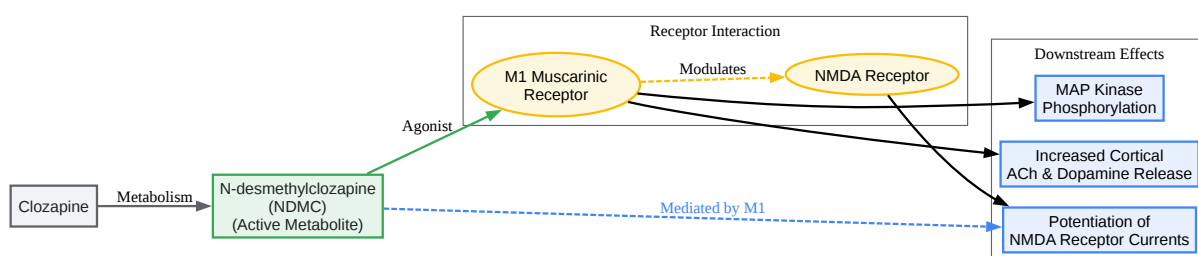 Receptor Interaction
Downstream Effects
M1 Muscarinic
Receptor
Modulates
NMDA Receptor
MAP Kinase
Phosphorylation
Agonist
Increased Cortical
ACh & Dopamine Release
Clozapine
Metabolism
N-desmethylclozapine
(NDMC)
(Active Metabolite)
Mediated by M1
Potentiation of
NMDA Receptor Currents